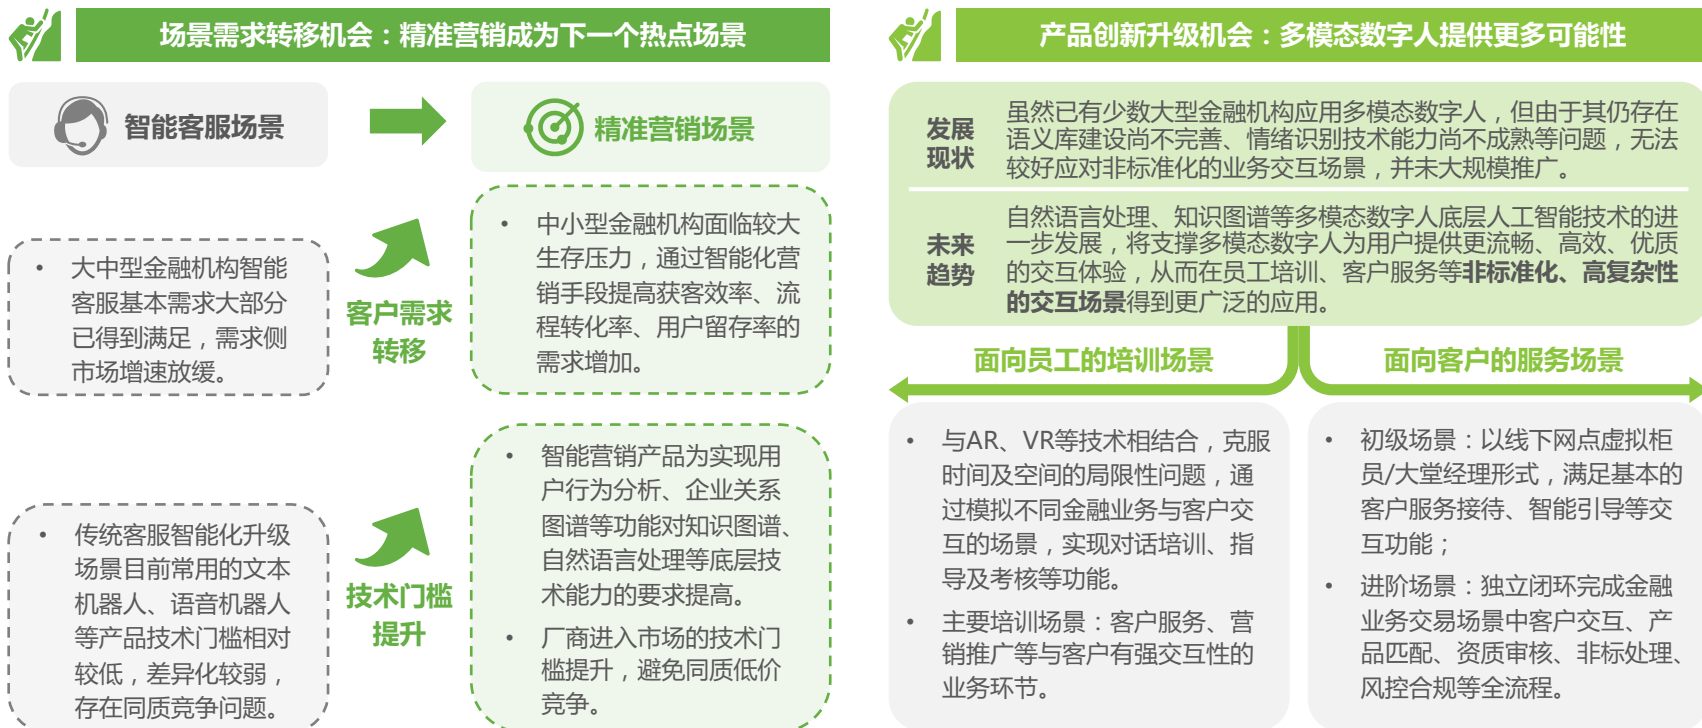 场景需求转移机会：精准营销成为下一个热点场景
智能客服场景
精准营销场景
• 大中型金融机构智能
客服基本需求大部分
已得到满足，需求侧
市场增速放缓。
客户需求
转移
• 中小型金融机构面临较大
生存压力，通过智能化营
销手段提高获客效率、流
程转化率、用户留存率的
需求增加。
• 传统客服智能化升级
场景目前常用的文本
机器人、语音机器人
等产品技术门槛相对
较低，差异化较弱，
存在同质竞争问题。
技术门槛
提升
• 智能营销产品为实现用
户行为分析、企业关系
图谱等功能对知识图谱、
自然语言处理等底层技
术能力的要求提高。
• 厂商进入市场的技术门
槛提升，避免同质低价
竞争。
产品创新升级机会：多模态数字人提供更多可能性
发展
现状
虽然已有少数大型金融机构应用多模态数字人，但由于其仍存在
语义库建设尚不完善、情绪识别技术能力尚不成熟等问题，无法
较好应对非标准化的业务交互场景，并未大规模推广。
未来
趋势
自然语言处理、知识图谱等多模态数字人底层人工智能技术的进
一步发展，将支撑多模态数字人为用户提供更流畅、高效、优质
的交互体验，从而在员工培训、客户服务等非标准化、高复杂性
的交互场景得到更广泛的应用。
面向员工的培训场景
• 与AR、VR等技术相结合，克服
时间及空间的局限性问题，通
过模拟不同金融业务与客户交
互的场景，实现对话培训、指
导及考核等功能。
• 主要培训场景：客户服务、营
销推广等与客户有强交互性的
业务环节。
面向客户的服务场景
• 初级场景：以线下网点虚拟柜
员/大堂经理形式，满足基本的
客户服务接待、智能引导等交
互功能；
• 进阶场景：独立闭环完成金融
业务交易场景中客户交互、产
品匹配、资质审核、非标处理、
风控合规等全流程。